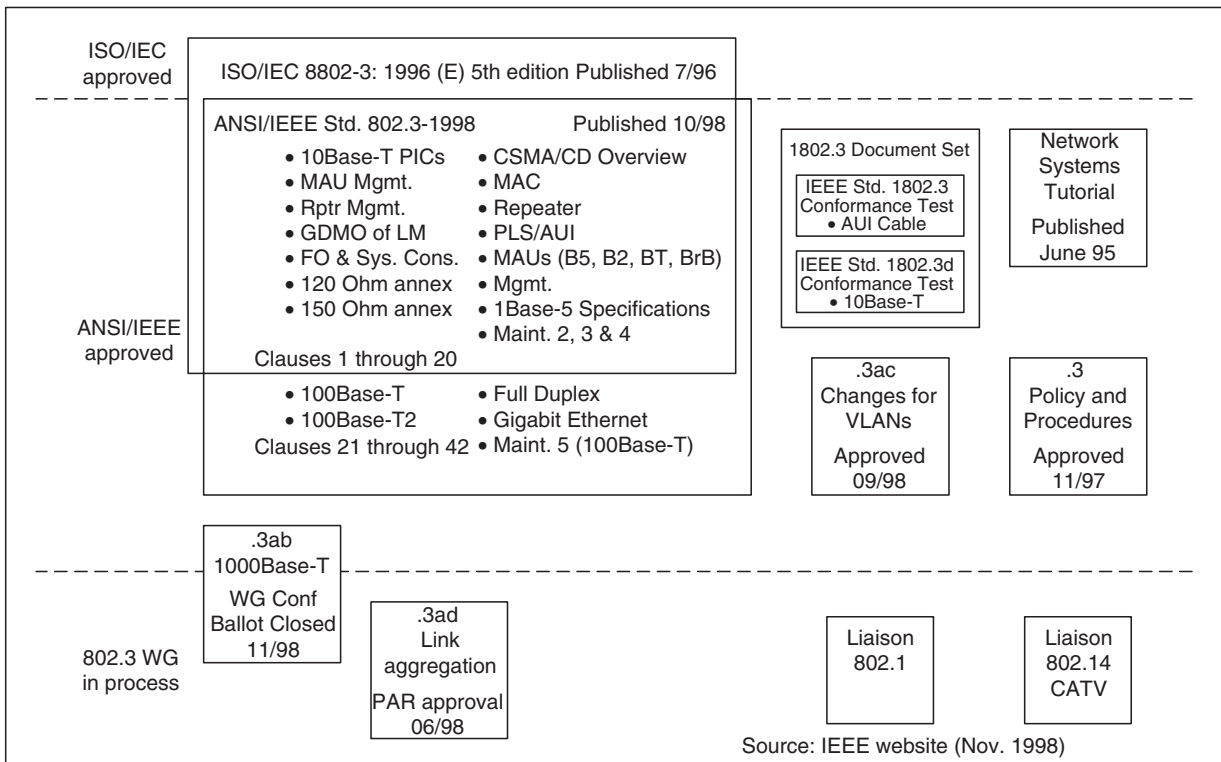 ISO/IEC
approved
ISO/IEC 8802-3: 1996 (E) 5th edition Published 7/96
ANSI/IEEE Std. 802.3-1998 Published 10/98
• 10Base-T PICs
• MAU Mgmt.
• Rptr Mgmt.
• GDMO of LM
• FO & Sys. Cons.
• 120 Ohm annex
• 150 Ohm annex
• CSMA/CD Overview
• MAC
• Repeater
• PLS/AUI
• MAUs (B5, B2, BT, BrB)
• Mgmt.
• 1Base-5 Specifications
• Maint. 2, 3 & 4
Clauses 1 through 20
• 100Base-T
• 100Base-T2
Clauses 21 through 42
• Full Duplex
• Gigabit Ethernet
• Maint. 5 (100Base-T)
ANSI/IEEE
approved
1802.3 Document Set
IEEE Std. 1802.3
Conformance Test
• AUI Cable
IEEE Std. 1802.3d
Conformance Test
• 10Base-T
Network
Systems
Tutorial
Published
June 95
.3ac
Changes for
VLANs
Approved
09/98
.3
Policy and
Procedures
Approved
11/97
.3ab
1000Base-T
WG Conf
Ballot Closed
11/98
802.3 WG
in process
.3ad
Link
aggregation
PAR approval
06/98
Liaison
802.1
Liaison
802.14
CATV
Source: IEEE website (Nov. 1998)